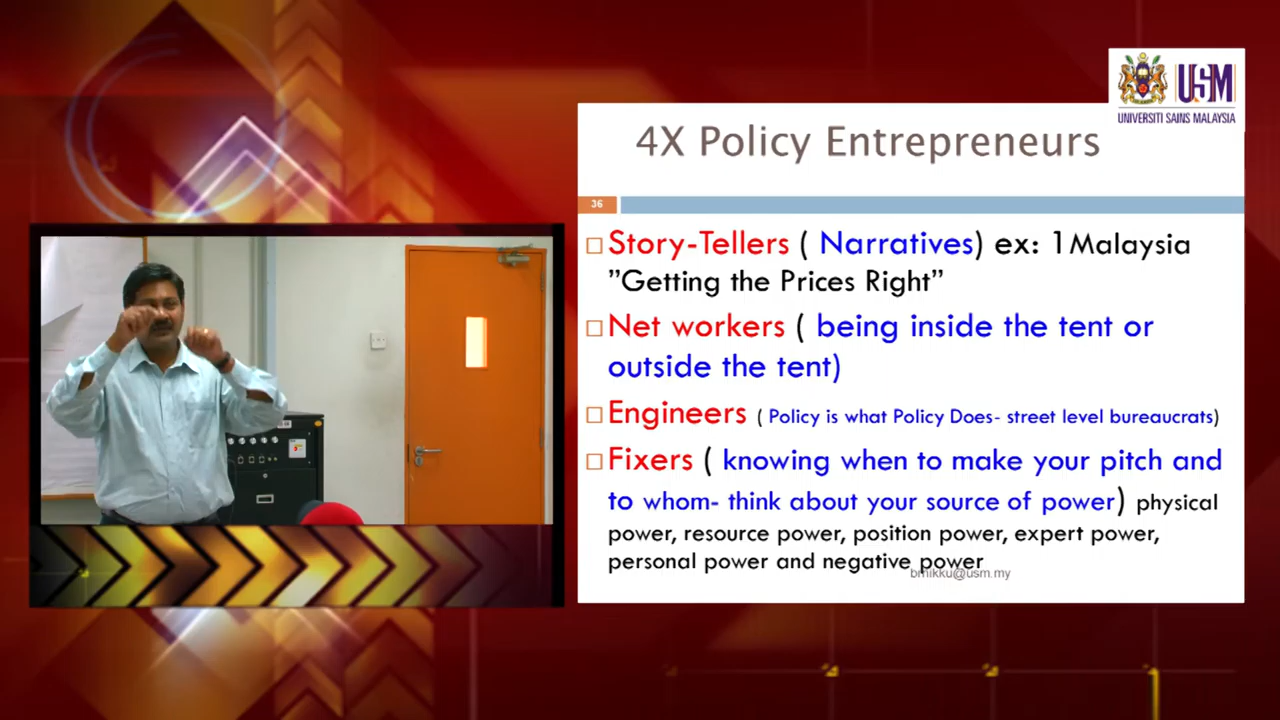 USM
UNIVERSITI SAINS MALAYSIA
4X Policy Entrepreneurs
36
Story-Tellers ( Narratives) ex: 1Malaysia
”Getting the Prices Right”
Net workers ( being inside the tent or
outside the tent)
Engineers ( Policy is what Policy Does- street level bureaucrats)
Fixers ( knowing when to make your pitch and
to whom- think about your source of power) physical
power, resource power, position power, expert power,
personal power and negative power
bmikku@usm.my